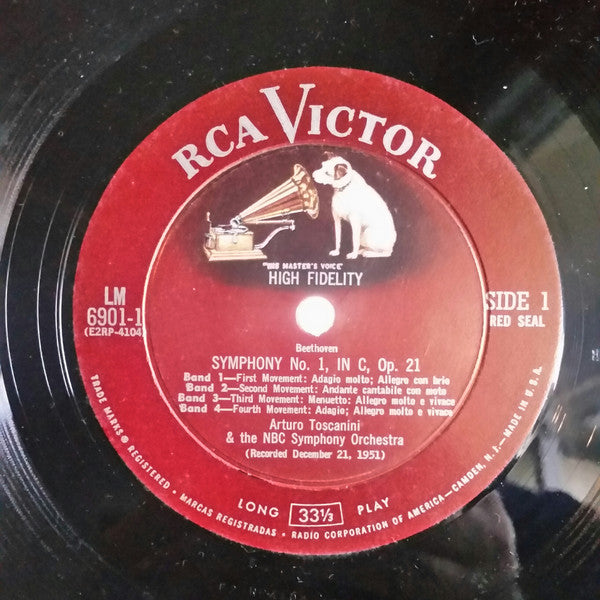 RCA VICTOR
"HIS MASTER'S VOICE"
HIGH FIDELITY
LM
6901-1
(E2RP-4104)
SIDE 1
RED SEAL
Beethoven
SYMPHONY No. 1, IN C, Op. 21
Band 1—First Movement: Adagio molto; Allegro con brio
Band 2—Second Movement: Andante cantabile con moto
Band 3—Third Movement: Menuetto; Allegro molto e vivace
Band 4—Fourth Movement: Adagio; Allegro molto e vivace
Arturo Toscanini
& the NBC Symphony Orchestra
(Recorded December 21, 1951)
LONG 33⅓ PLAY
TRADE MARKS ® REGISTERED • MARCAS REGISTRADAS • RADIO CORPORATION OF AMERICA—CAMDEN, N.J.—MADE IN U.S.A.